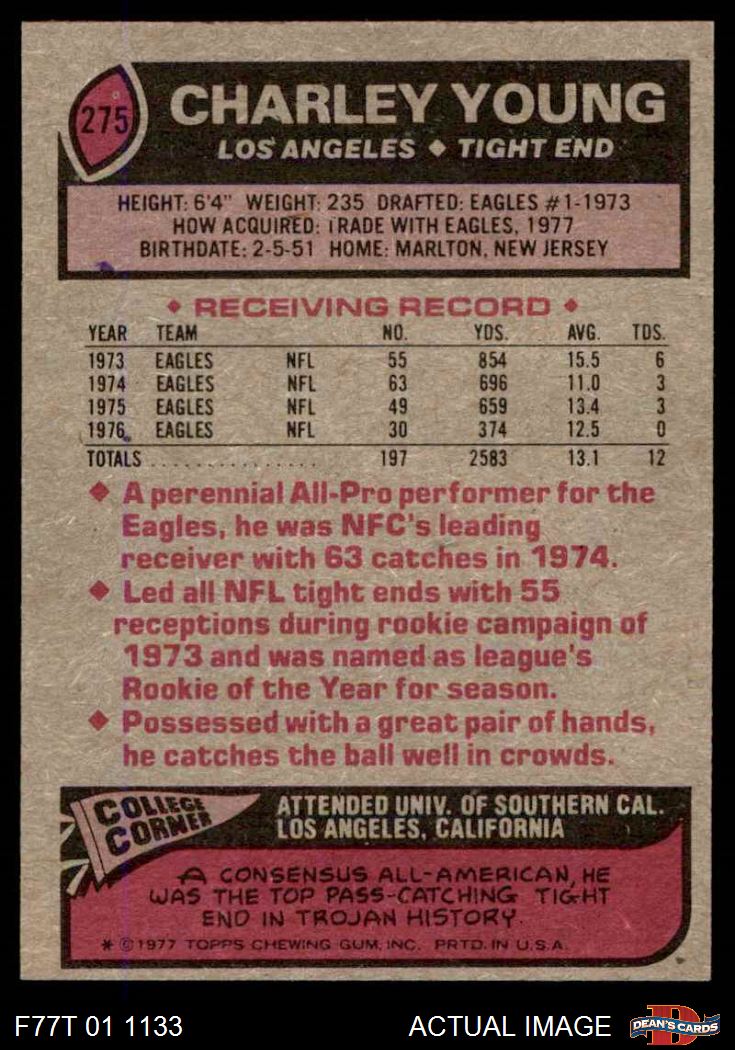 275
CHARLEY YOUNG
LOS ANGELES ♦ TIGHT END
HEIGHT: 6'4" WEIGHT: 235 DRAFTED: EAGLES #1-1973
HOW ACQUIRED: TRADE WITH EAGLES, 1977
BIRTHDATE: 2-5-51 HOME: MARLTON, NEW JERSEY
♦ RECEIVING RECORD ♦
YEAR TEAM NO. YDS. AVG. TDS.
1973 EAGLES NFL 55 854 15.5 6
1974 EAGLES NFL 63 696 11.0 3
1975 EAGLES NFL 49 659 13.4 3
1976 EAGLES NFL 30 374 12.5 0
TOTALS ................ 197 2583 13.1 12
♦ A perennial All-Pro performer for the
Eagles, he was NFC's leading
receiver with 63 catches in 1974.
♦ Led all NFL tight ends with 55
receptions during rookie campaign of
1973 and was named as league's
Rookie of the Year for season.
♦ Possessed with a great pair of hands,
he catches the ball well in crowds.
COLLEGE
CORNER
ATTENDED UNIV. OF SOUTHERN CAL.
LOS ANGELES, CALIFORNIA
A CONSENSUS ALL-AMERICAN, HE
WAS THE TOP PASS-CATCHING TIGHT
END IN TROJAN HISTORY.
* © 1977 TOPPS CHEWING GUM, INC. PRTD. IN U.S.A.
F77T 01 1133
ACTUAL IMAGE
D
DEAN'S CARDS